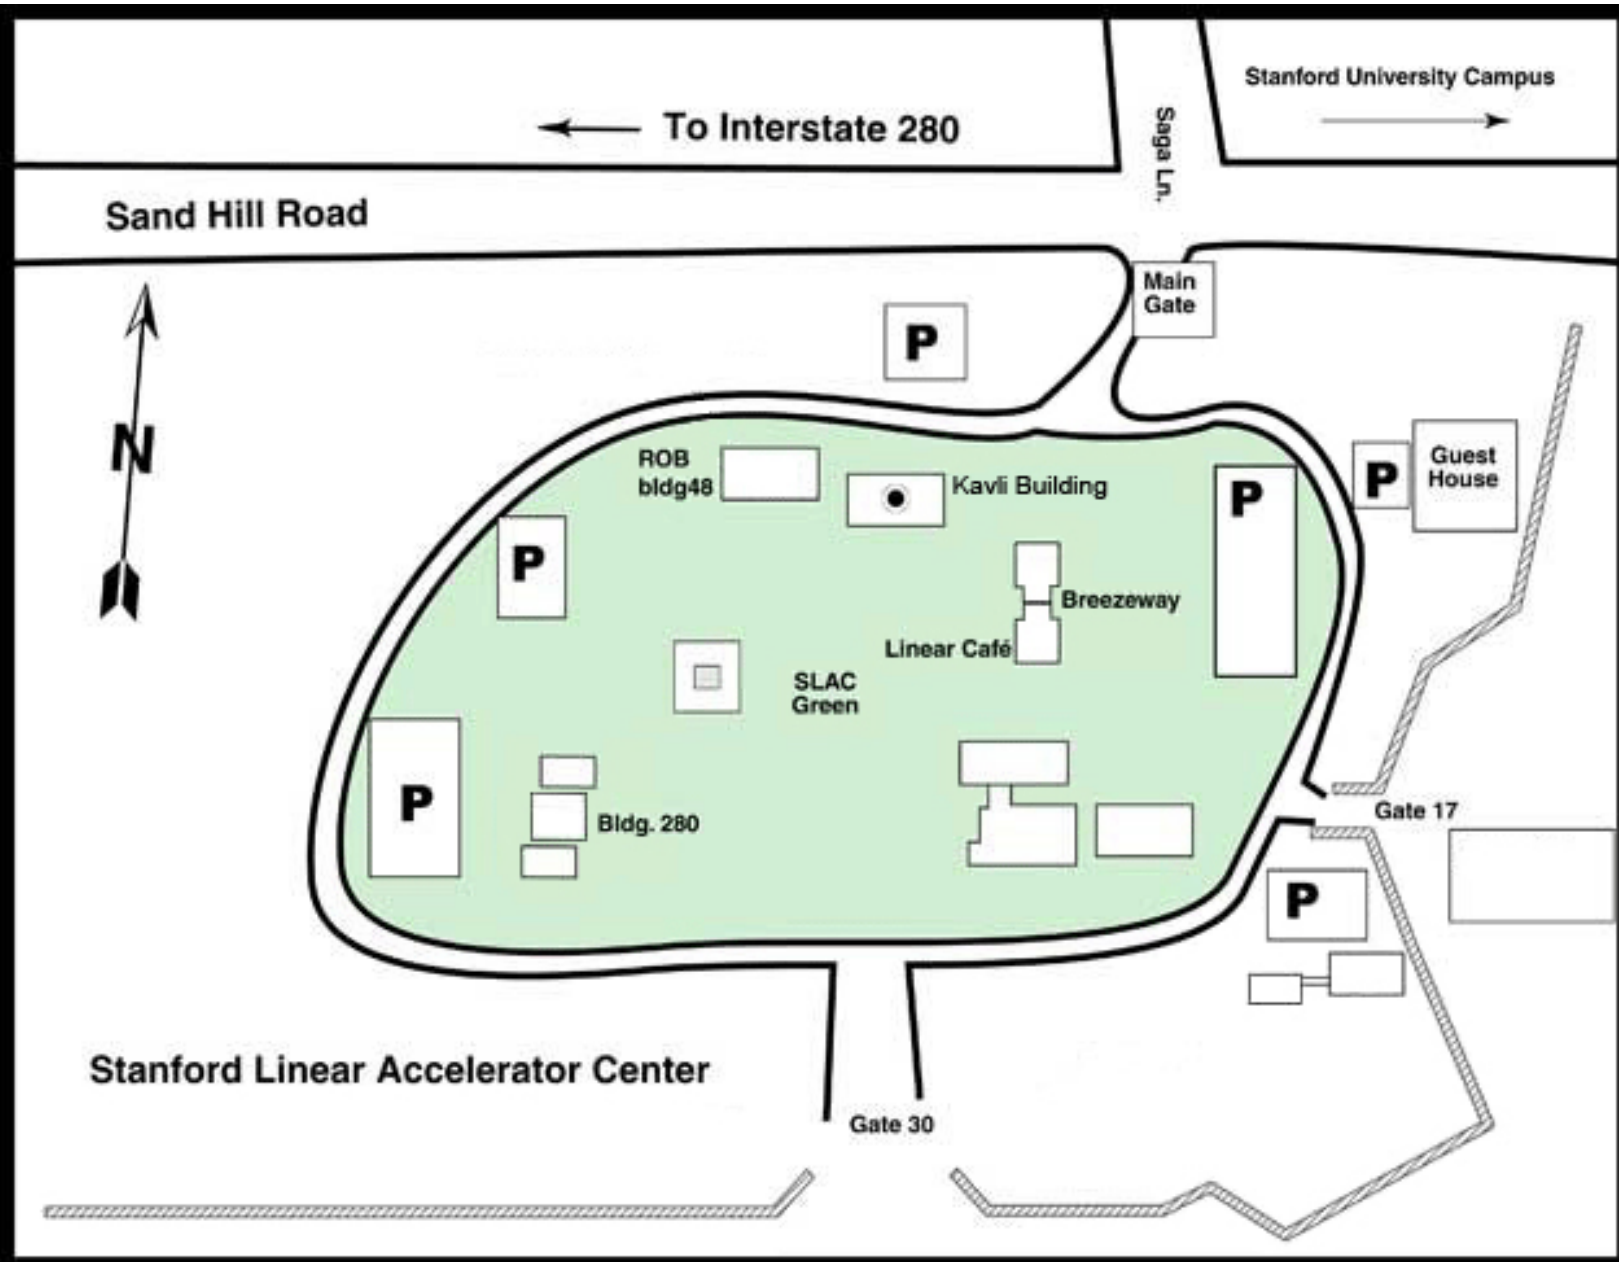 Stanford University Campus
To Interstate 280
Saga Ln.
Sand Hill Road
Main
Gate
P
N
ROB
bldg48
Kavli Building
P
P
Guest
House
P
Breezeway
Linear Café
SLAC
Green
P
Bldg. 280
Gate 17
P
Stanford Linear Accelerator Center
Gate 30